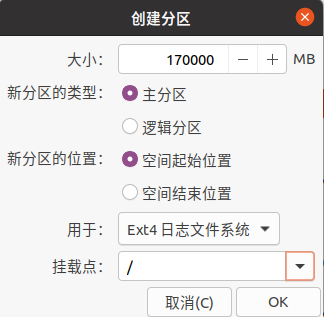 创建分区
大小： 170000 − + MB
新分区的类型： 主分区
逻辑分区
新分区的位置： 空间起始位置
空间结束位置
用于： Ext4 日志文件系统
挂载点： /
取消(C) OK